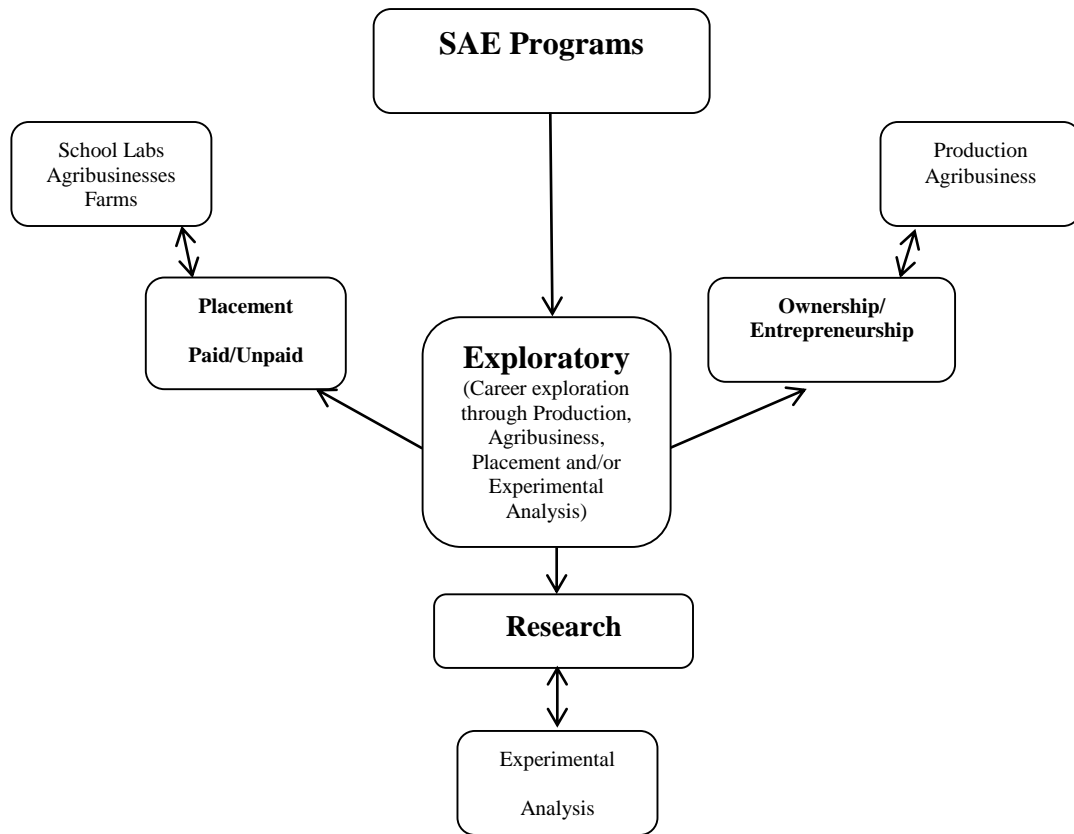 SAE Programs
School Labs
Agribusinesses
Farms
Production
Agribusiness
Placement
Paid/Unpaid
Ownership/
Entrepreneurship
Exploratory
(Career exploration
through Production,
Agribusiness,
Placement and/or
Experimental
Analysis)
Research
Experimental
Analysis